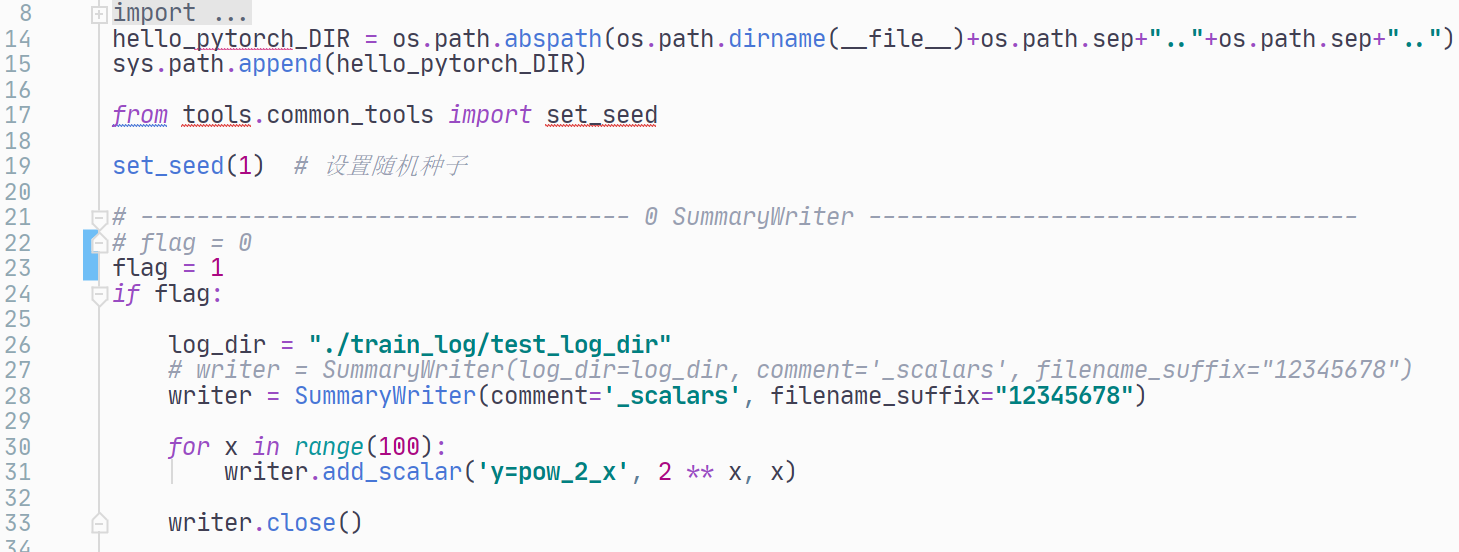 8 import ...
14 hello_pytorch_DIR = os.path.abspath(os.path.dirname(__file__)+os.path.sep+".."+os.path.sep+"..")
15 sys.path.append(hello_pytorch_DIR)
16
17 from tools.common_tools import set_seed
18
19 set_seed(1)  # 设置随机种子
20
21 # ----------------------------------- 0 SummaryWriter -----------------------------------
22 # flag = 0
23 flag = 1
24 if flag:
25
26     log_dir = "./train_log/test_log_dir"
27     # writer = SummaryWriter(log_dir=log_dir, comment='_scalars', filename_suffix="12345678")
28     writer = SummaryWriter(comment='_scalars', filename_suffix="12345678")
29
30     for x in range(100):
31         writer.add_scalar('y=pow_2_x', 2 ** x, x)
32
33     writer.close()
34